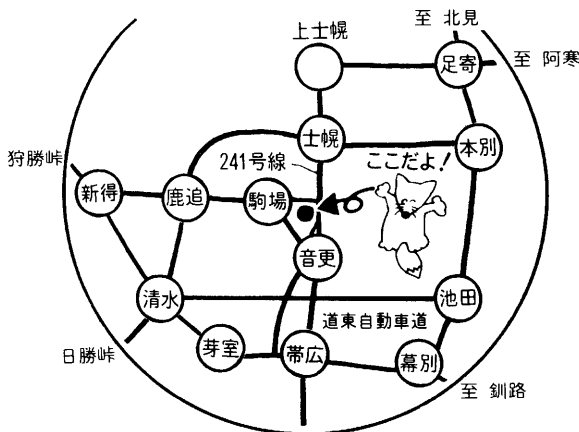 至 北見
上士幌
足寄
至 阿寒
士幌
本別
狩勝峠
241号線
ここだよ!
新得
鹿追
駒場
音更
清水
池田
道東自動車道
日勝峠
芽室
帯広
幕別
至 釧路